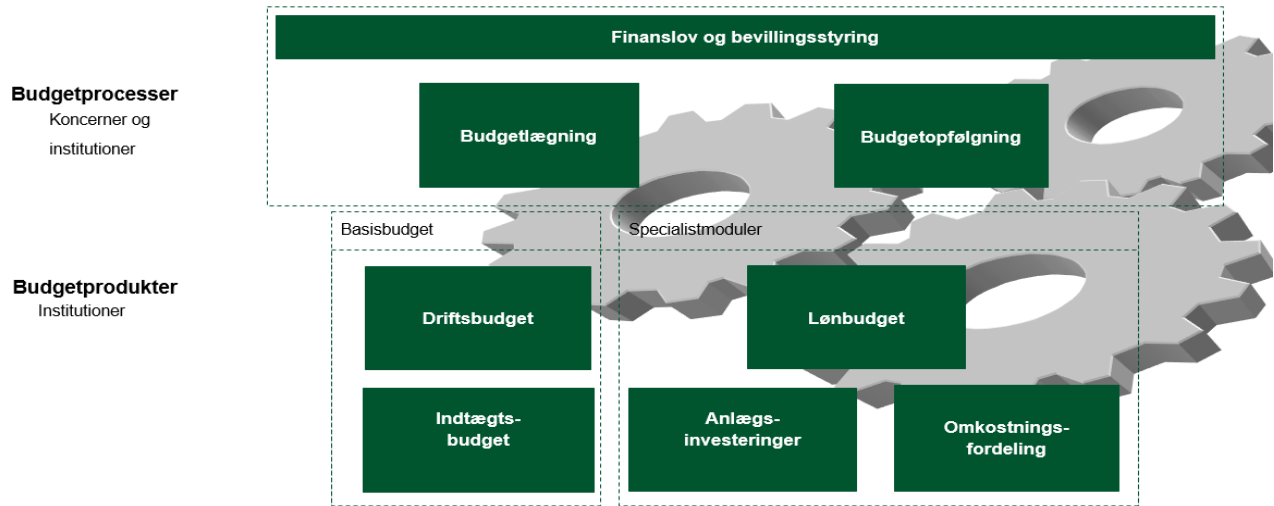 Finanslov og bevillingsstyring
Budgetprocesser
Koncerner og
institutioner
Budgetlægning
Budgetopfølgning
Basisbudget
Specialistmoduler
Budgetprodukter
Institutioner
Driftsbudget
Lønbudget
Indtægts-
budget
Anlægs-
investeringer
Omkostnings-
fordeling